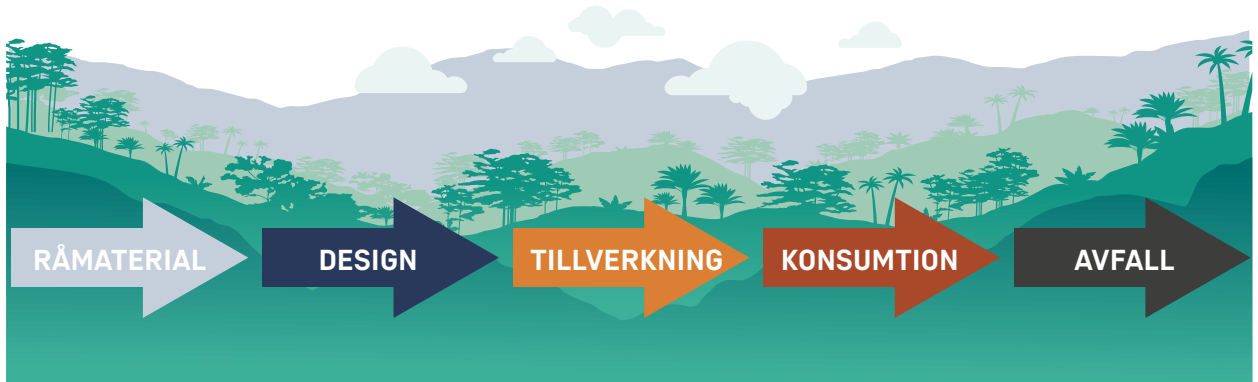 RÅMATERIAL
DESIGN
TILLVERKNING
KONSUMTION
AVFALL